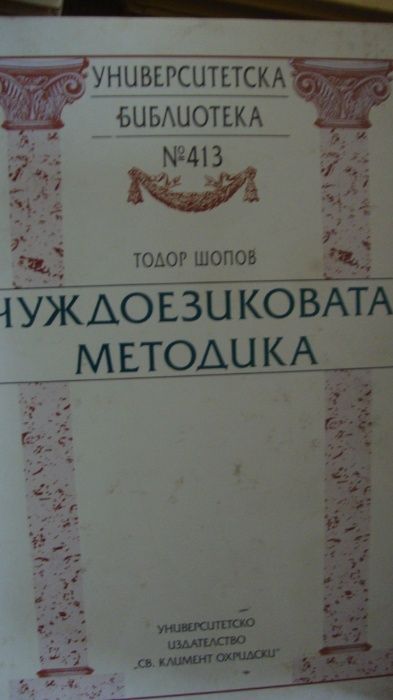 УНИВЕРСИТЕТСКА
БИБЛИОТЕКА
№413
ТОДОР ШОПОВ
ЧУЖДОЕЗИКОВАТА
МЕТОДИКА
УНИВЕРСИТЕТСКО
ИЗДАТЕЛСТВО
„СВ. КЛИМЕНТ ОХРИДСКИ"